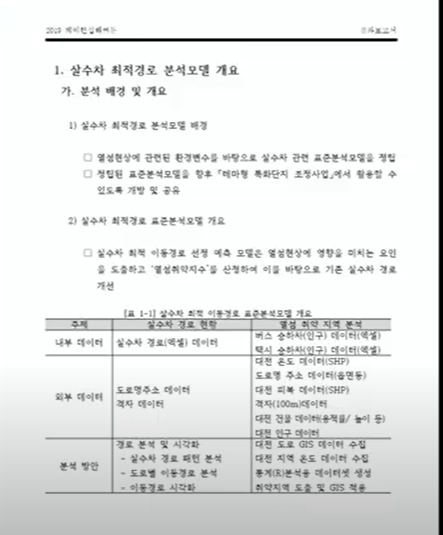 결과보고서
1. 살수차 최적경로 분석모델 개요
가. 분석 배경 및 개요
1) 살수차 최적경로 분석모델 배경
□ 열섬현상에 관련된 환경변수를 바탕으로 살수차 관련 표준분석모델을 정립
□ 정립된 표준분석모델을 향후 「테마형 특화단지 조정사업」에서 활용할 수
있도록 개방 및 공유
2) 살수차 최적경로 표준분석모델 개요
□ 살수차 최적 이동경로 선정 예측 모델은 열섬현상에 영향을 미치는 요인
을 도출하고 '열섬취약지수'를 산정하여 이를 바탕으로 기존 살수차 경로
개선
[표 1-1] 살수차 최적 이동경로 표준분석모델 개요
주제 살수차 경로 현황 열섬 취약 지역 분석
내부 데이터 살수차 경로(엑셀) 데이터 버스 승하차(인구) 데이터(엑셀)
택시 승하차(인구) 데이터(엑셀)
외부 데이터 도로명주소 데이터
격자 데이터
대전 온도 데이터(SHP)
도로명 주소 데이터(읍면동)
대전 피복 데이터(SHP)
격자(100m)데이터
대전 건물 데이터(용적률/ 높이 등)
대전 인구 데이터
분석 방안 경로 분석 및 시각화
- 살수차 경로 패턴 분석
- 도로별 이동경로 분석
- 이동경로 시각화
대전 도로 GIS 데이터 수집
대전 지역 온도 데이터 수집
통계(R)분석용 데이터셋 생성
취약지역 도출 및 GIS 적용